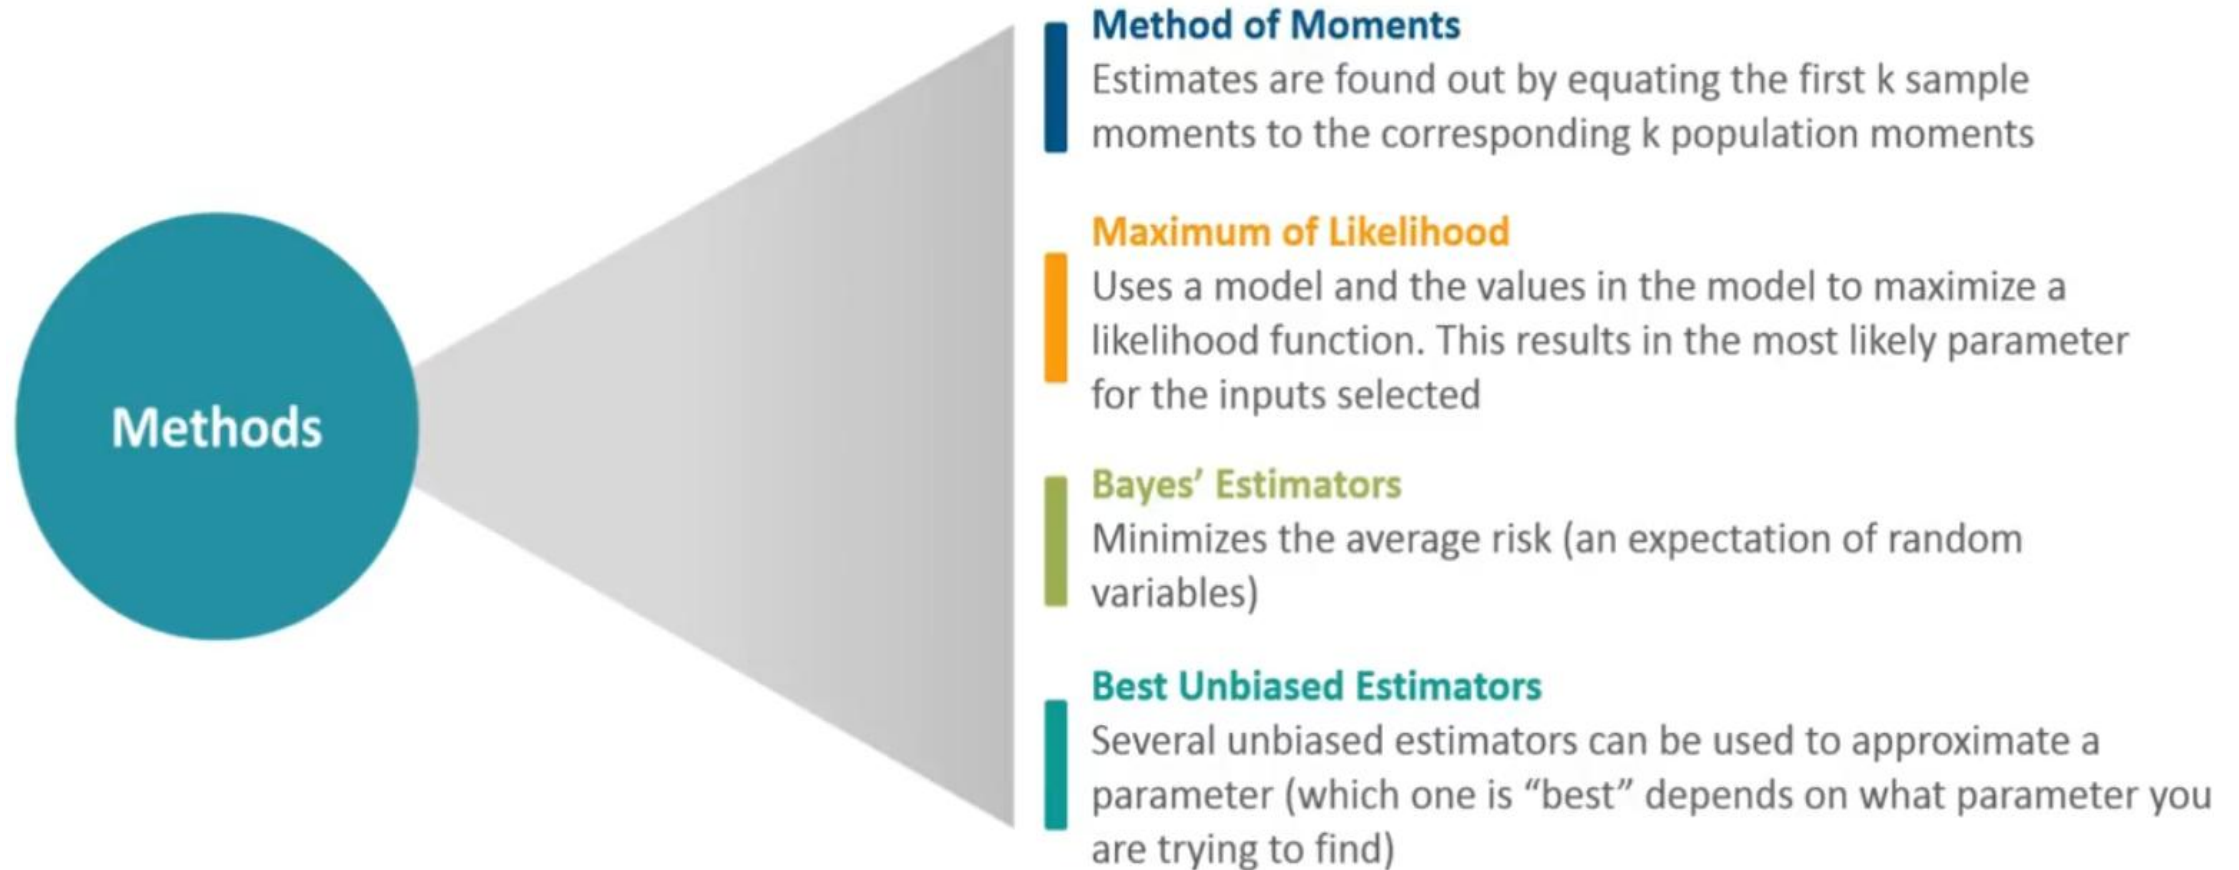 Methods
Method of Moments
Estimates are found out by equating the first k sample
moments to the corresponding k population moments
Maximum of Likelihood
Uses a model and the values in the model to maximize a
likelihood function. This results in the most likely parameter
for the inputs selected
Bayes’ Estimators
Minimizes the average risk (an expectation of random
variables)
Best Unbiased Estimators
Several unbiased estimators can be used to approximate a
parameter (which one is “best” depends on what parameter you
are trying to find)